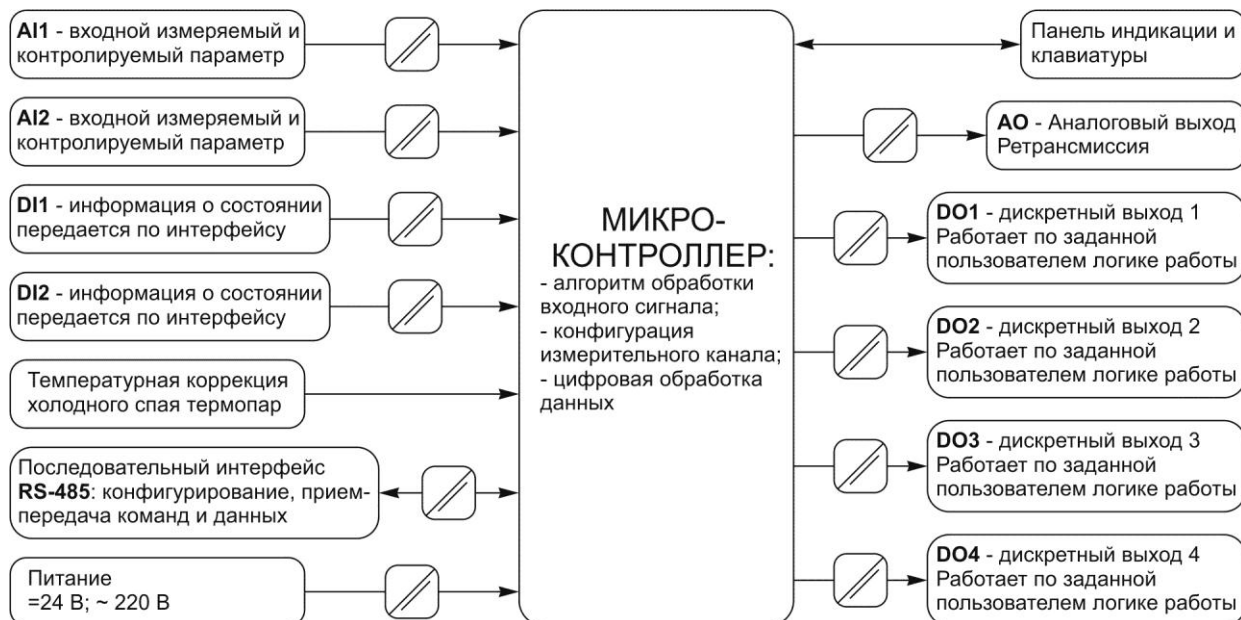 AI1 - входной измеряемый и
контролируемый параметр
AI2 - входной измеряемый и
контролируемый параметр
DI1 - информация о состоянии
передается по интерфейсу
DI2 - информация о состоянии
передается по интерфейсу
Температурная коррекция
холодного спая термопар
Последовательный интерфейс
RS-485: конфигурирование, прием-
передача команд и данных
Питание
=24 В; ~ 220 В
МИКРО-
КОНТРОЛЛЕР:
- алгоритм обработки
входного сигнала;
- конфигурация
измерительного канала;
- цифровая обработка
данных
Панель индикации и
клавиатуры
AO - Аналоговый выход
Ретрансмиссия
DO1 - дискретный выход 1
Работает по заданной
пользователем логике работы
DO2 - дискретный выход 2
Работает по заданной
пользователем логике работы
DO3 - дискретный выход 3
Работает по заданной
пользователем логике работы
DO4 - дискретный выход 4
Работает по заданной
пользователем логике работы